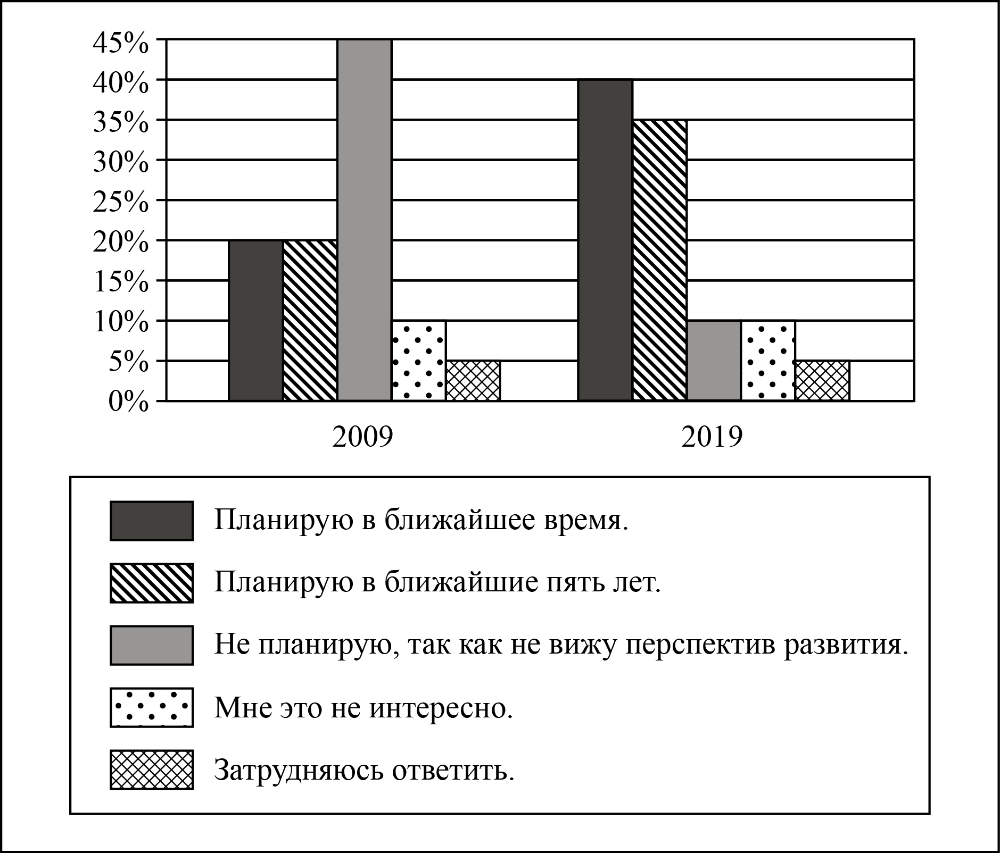 45%
40%
35%
30%
25%
20%
15%
10%
5%
0%
2009 2019
Планирую в ближайшее время.
Планирую в ближайшие пять лет.
Не планирую, так как не вижу перспектив развития.
Мне это не интересно.
Затрудняюсь ответить.